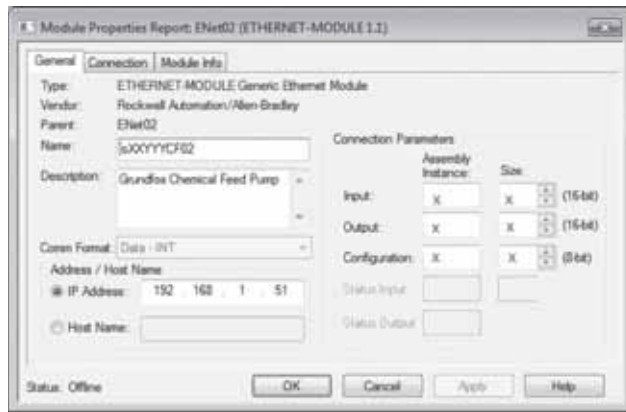 Module Properties Report: ENet02 (ETHERNET-MODULE 1.1)
General Connection Module Info
Type: ETHERNET-MODULE Generic Ethernet Module
Vendor: Rockwell Automation/Allen-Bradley
Parent: ENet02
Name:
Description: Grundfos Chemical Feed Pump
Comm Format: Data - INT
Address / Host Name
IP Address: 192 . 168 . 1 . 51
Host Name:
Connection Parameters
Assembly Instance: Size:
Input: X X (16-bit)
Output: X X (16-bit)
Configuration: X X (8-bit)
Status Input:
Status Output:
Status: Offline
OK Cancel Apply Help